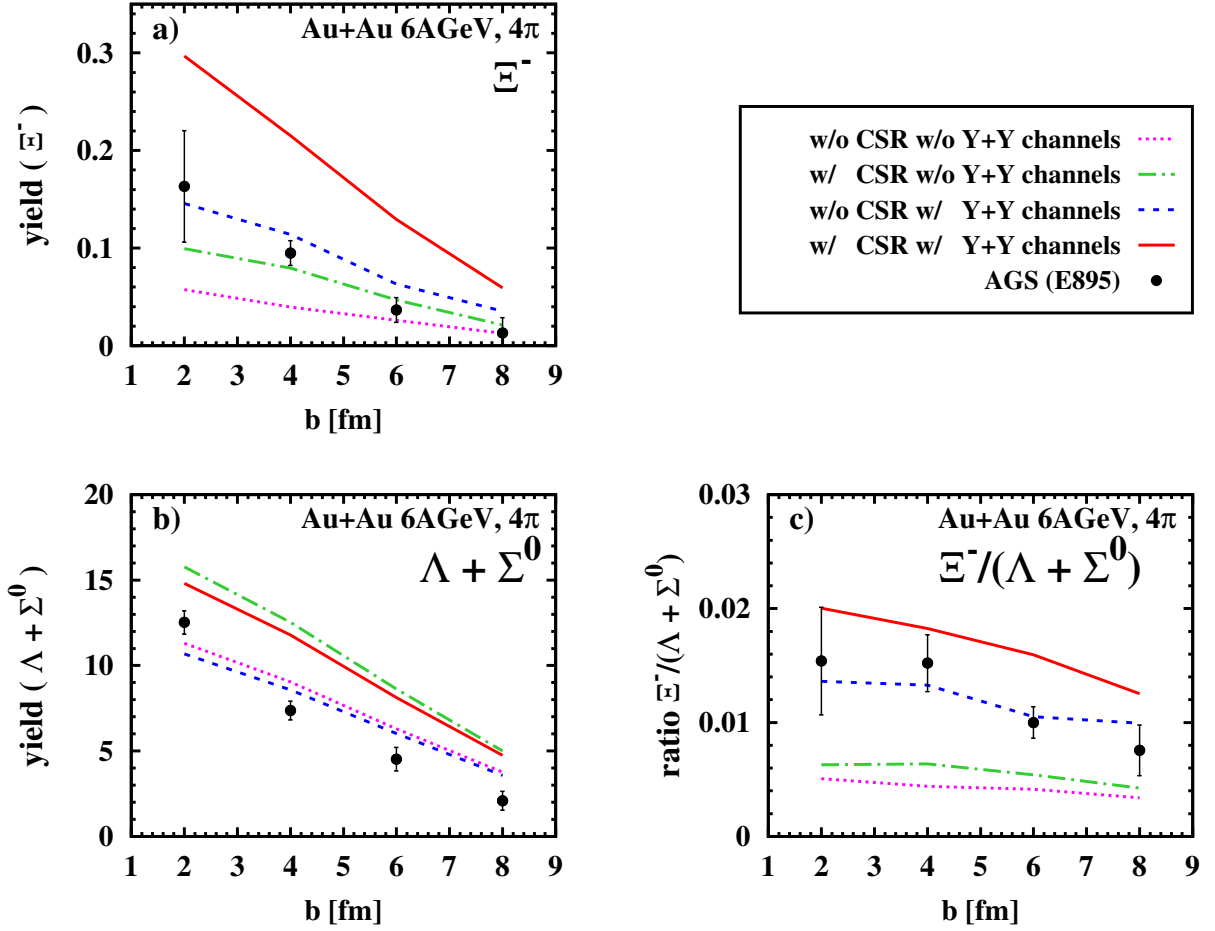 a)
Au+Au 6AGeV, 4π
Ξ⁻
yield ( Ξ⁻ )
0.3
0.2
0.1
0
1 2 3 4 5 6 7 8 9
b [fm]
w/o CSR w/o Y+Y channels
w/ CSR w/o Y+Y channels
w/o CSR w/ Y+Y channels
w/ CSR w/ Y+Y channels
AGS (E895)
b)
Au+Au 6AGeV, 4π
Λ + Σ⁰
yield ( Λ + Σ⁰ )
20
15
10
5
0
1 2 3 4 5 6 7 8 9
b [fm]
c)
Au+Au 6AGeV, 4π
Ξ⁻/(Λ + Σ⁰)
ratio Ξ⁻/(Λ + Σ⁰)
0.03
0.02
0.01
0
1 2 3 4 5 6 7 8 9
b [fm]